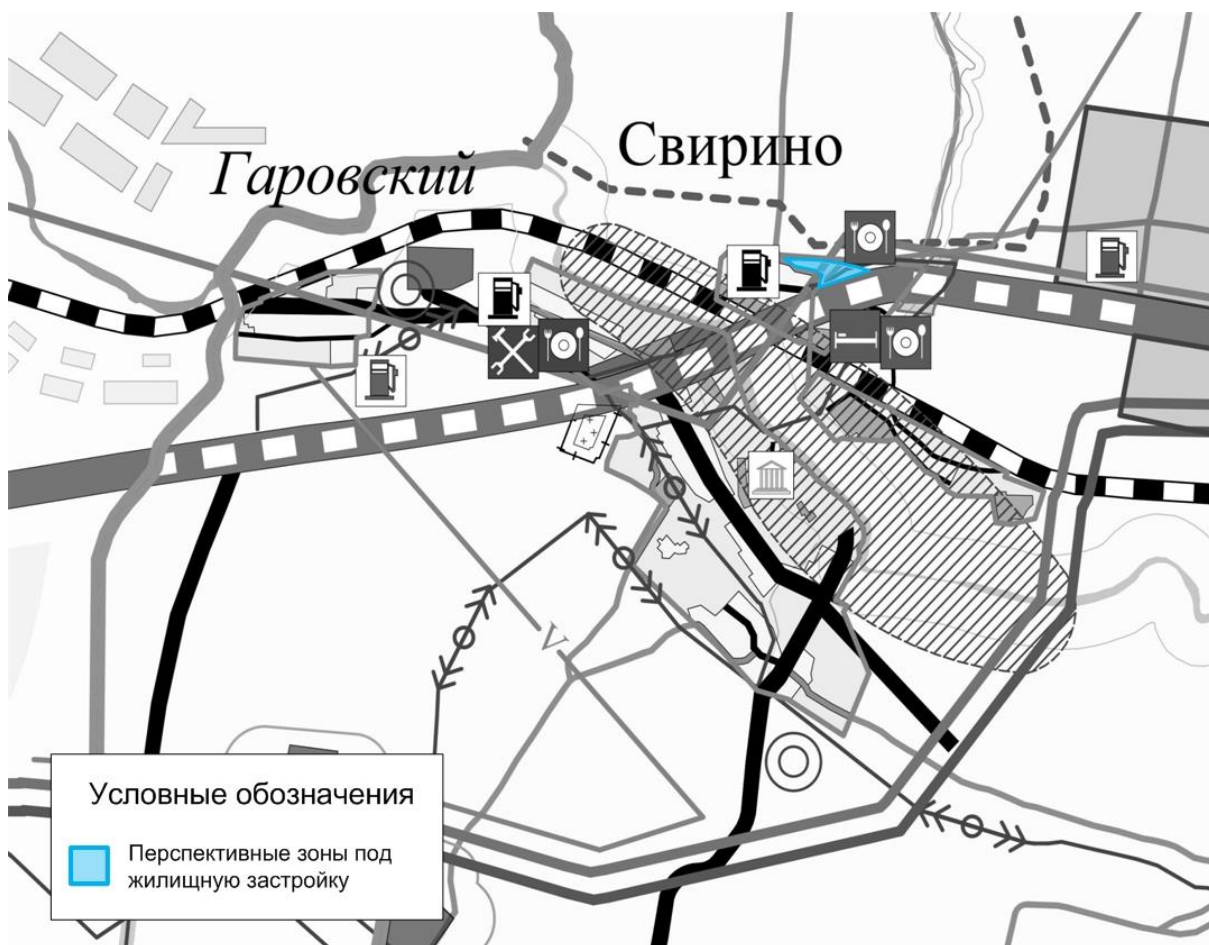 Свирино
Гаровский
V
Условные обозначения
Перспективные зоны под
жилищную застройку